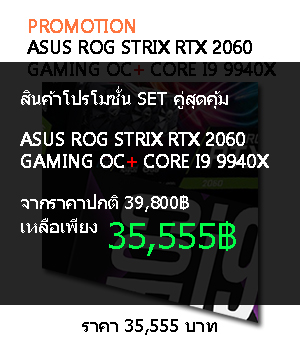 PROMOTION
ASUS ROG STRIX RTX 2060
GAMING OC+ CORE I9 9940X
สินค้าโปรโมชั่น SET คู่สุดคุ้ม
ASUS ROG STRIX RTX 2060
GAMING OC+ CORE I9 9940X
จากราคาปกติ 39,800฿
เหลือเพียง 35,555฿
ราคา 35,555 บาท